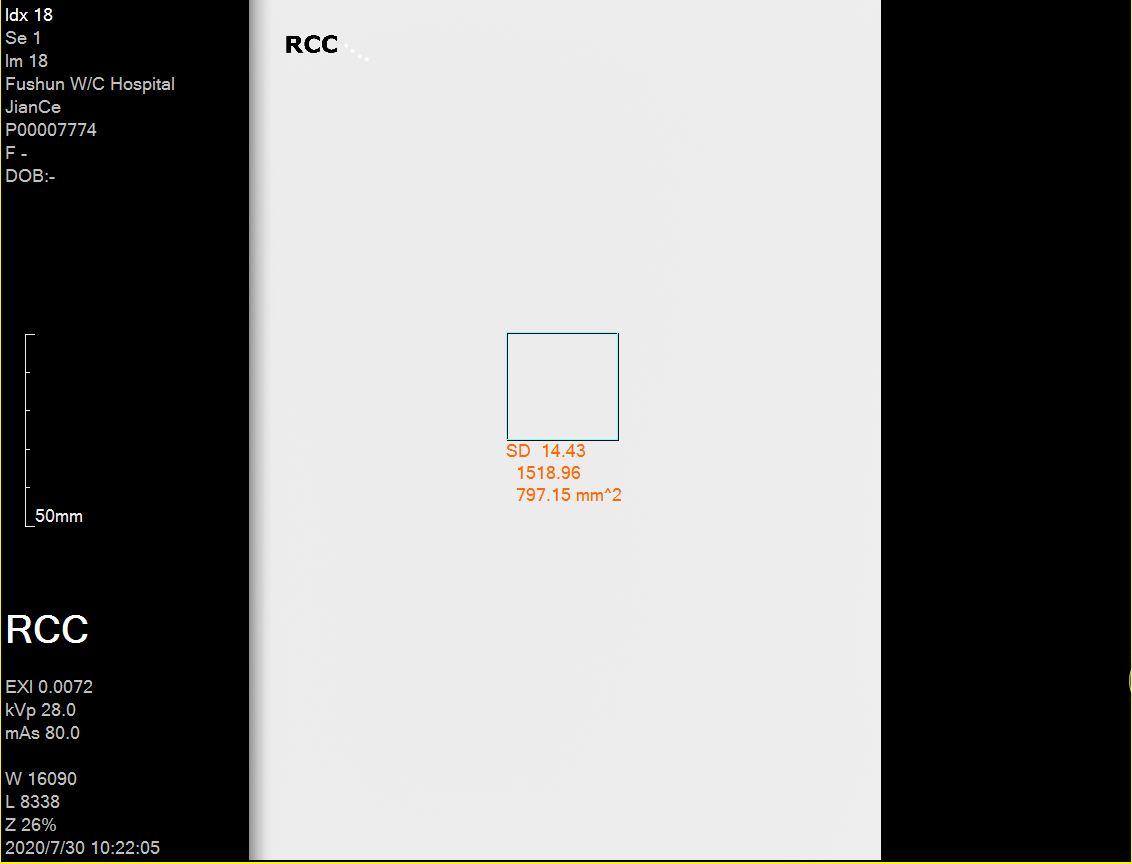 Idx 18
Se 1
Im 18
Fushun W/C Hospital
JianCe
P00007774
F -
DOB:-
RCC
SD 14.43
1518.96
797.15 mm^2
50mm
RCC
EXI 0.0072
kVp 28.0
mAs 80.0
W 16090
L 8338
Z 26%
2020/7/30 10:22:05